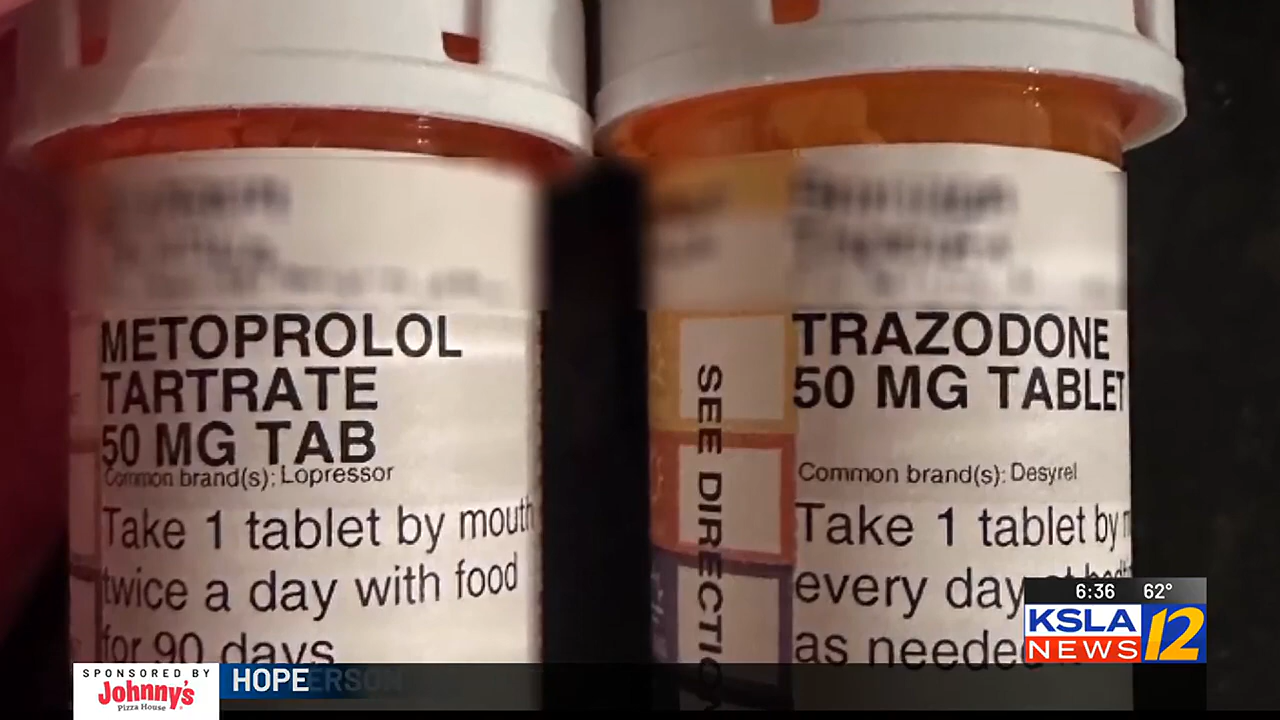 METOPROLOL
TARTRATE
50 MG TAB
Common brand(s): Lopressor
Take 1 tablet by mouth
twice a day with food
for 90 days
SEE DIRECTIO
TRAZODONE
50 MG TABLET
Common brand(s): Desyrel
Take 1 tablet by
every day at
as needed
6:36 62°
KSLA
NEWS 12
SPONSORED BY
Johnny's
Pizza House
HOPE